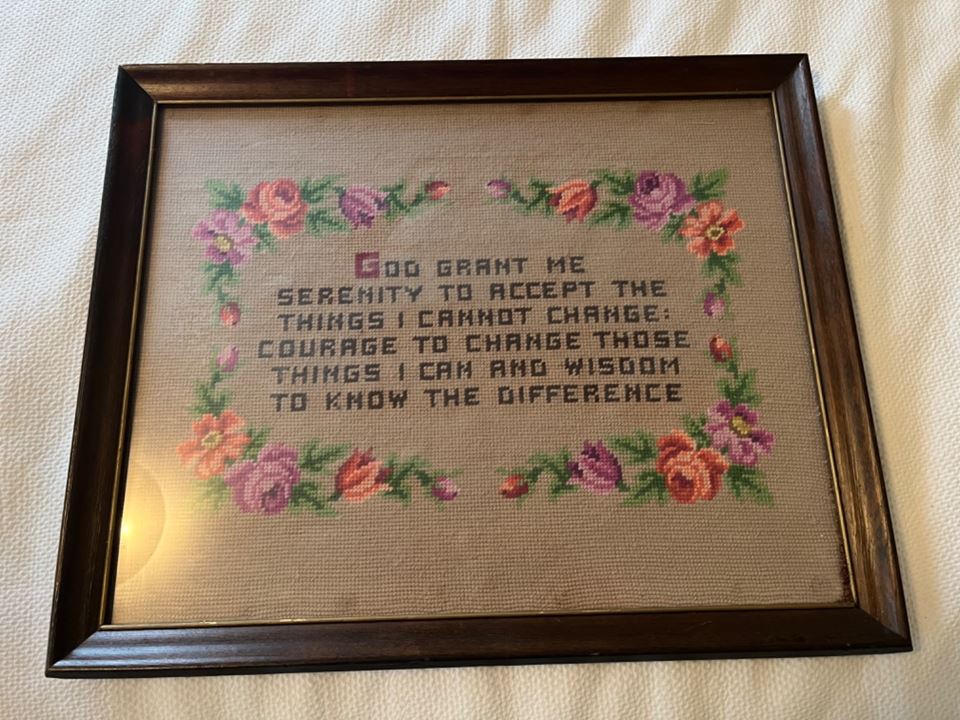 GOD GRANT ME
SERENITY TO ACCEPT THE
THINGS I CANNOT CHANGE:
COURAGE TO CHANGE THOSE
THINGS I CAN AND WISDOM
TO KNOW THE DIFFERENCE